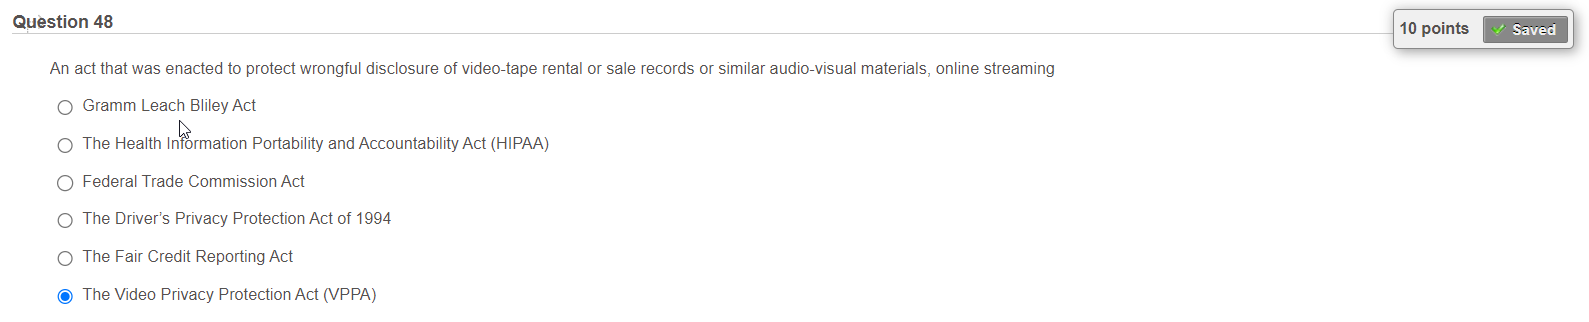 Question 48
10 points
Saved
An act that was enacted to protect wrongful disclosure of video-tape rental or sale records or similar audio-visual materials, online streaming
Gramm Leach Bliley Act
The Health Information Portability and Accountability Act (HIPAA)
Federal Trade Commission Act
The Driver’s Privacy Protection Act of 1994
The Fair Credit Reporting Act
The Video Privacy Protection Act (VPPA)